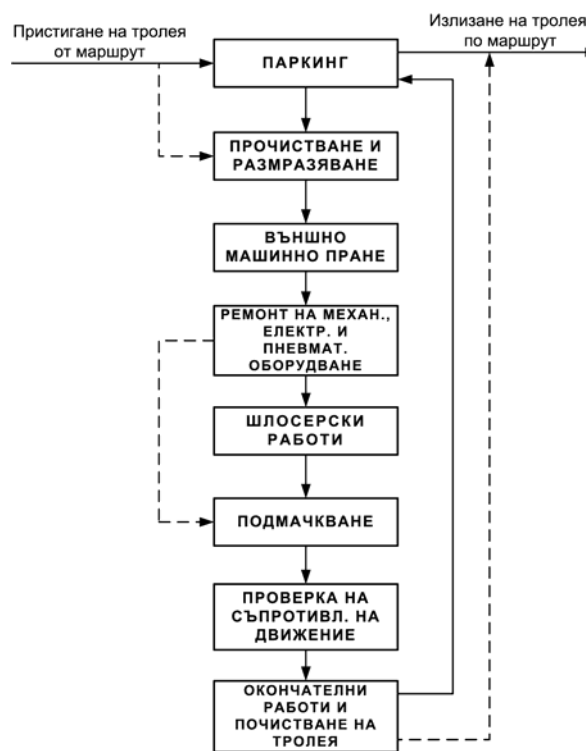 Пристигане на тролея
от маршрут
Излизане на тролея
по маршрут
ПАРКИНГ
ПРОЧИСТВАНЕ И
РАЗМРАЗЯВАНЕ
ВЪНШНО
МАШИННО ПРАНЕ
РЕМОНТ НА МЕХАН.,
ЕЛЕКТР. И
ПНЕВМАТ.
ОБОРУДВАНЕ
ШЛОСЕРСКИ
РАБОТИ
ПОДМАЧКВАНЕ
ПРОВЕРКА НА
СЪПРОТИВЛ. НА
ДВИЖЕНИЕ
ОКОНЧАТЕЛНИ
РАБОТИ И
ПОЧИСТВАНЕ НА
ТРОЛЕЯ